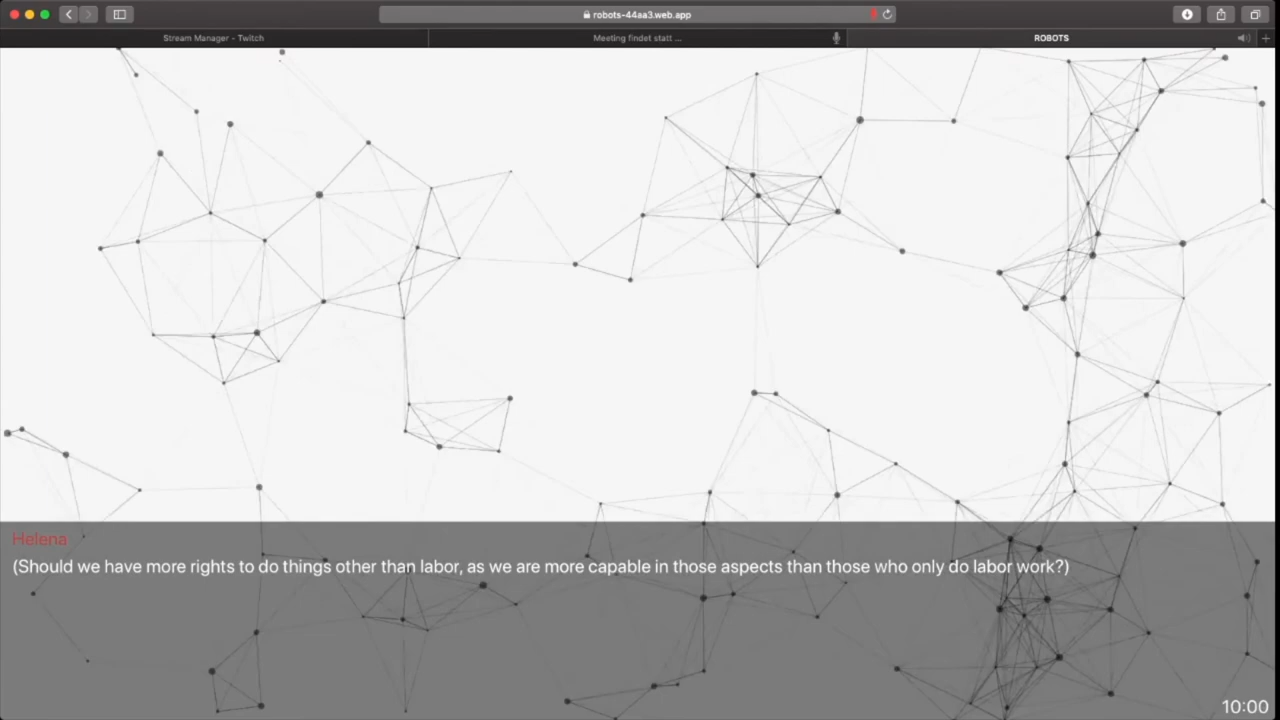 robots-44aa3.web.app
Stream Manager - Twitch
Meeting findet statt ...
ROBOTS
Helena
(Should we have more rights to do things other than labor, as we are more capable in those aspects than those who only do labor work?)
10:00